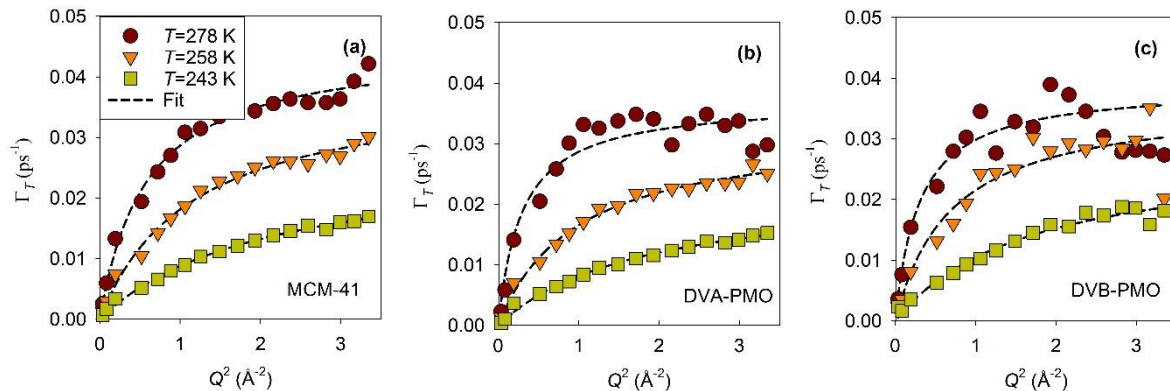 0.05
0.04
0.03
0.02
0.01
0.00
Γ_T (ps⁻¹)
T=278 K
T=258 K
T=243 K
Fit
(a)
MCM-41
0 1 2 3
Q² (Å⁻²)
0.05
0.04
0.03
0.02
0.01
0.00
Γ_T (ps⁻¹)
(b)
DVA-PMO
0 1 2 3
Q² (Å⁻²)
0.05
0.04
0.03
0.02
0.01
0.00
Γ_T (ps⁻¹)
(c)
DVB-PMO
0 1 2 3
Q² (Å⁻²)